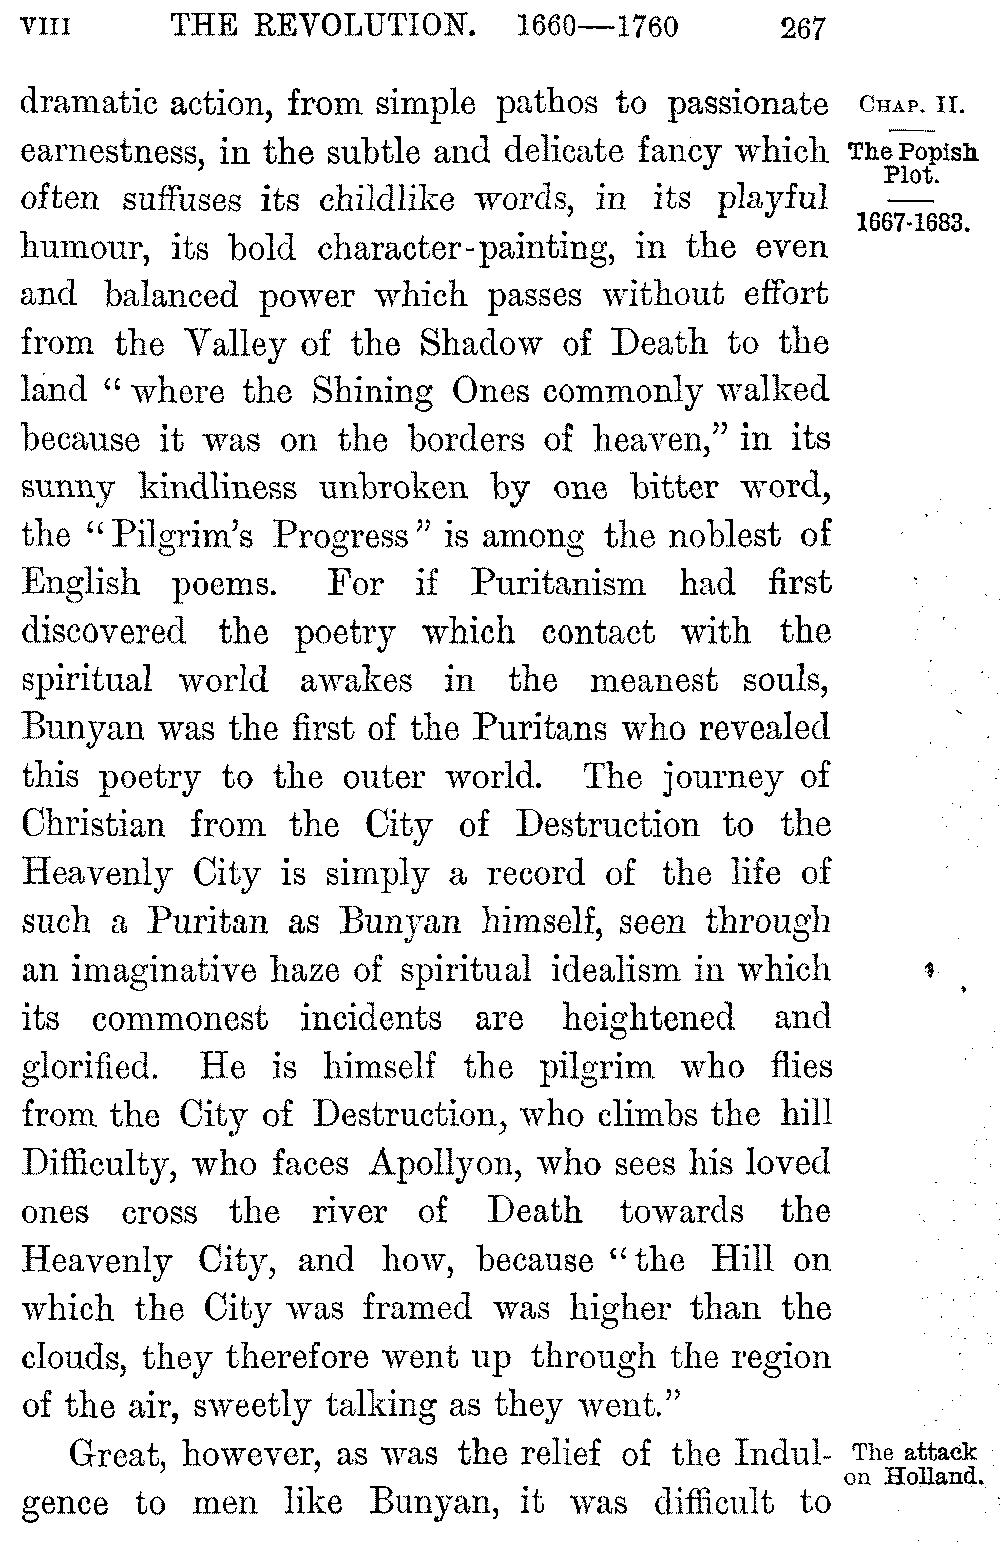 VIII THE REVOLUTION. 1660—1760 267
dramatic action, from simple pathos to passionate
earnestness, in the subtle and delicate fancy which
often suffuses its childlike words, in its playful
humour, its bold character-painting, in the even
and balanced power which passes without effort
from the Valley of the Shadow of Death to the
land “where the Shining Ones commonly walked
because it was on the borders of heaven,” in its
sunny kindliness unbroken by one bitter word,
the “Pilgrim's Progress” is among the noblest of
English poems. For if Puritanism had first
discovered the poetry which contact with the
spiritual world awakes in the meanest souls,
Bunyan was the first of the Puritans who revealed
this poetry to the outer world. The journey of
Christian from the City of Destruction to the
Heavenly City is simply a record of the life of
such a Puritan as Bunyan himself, seen through
an imaginative haze of spiritual idealism in which
its commonest incidents are heightened and
glorified. He is himself the pilgrim who flies
from the City of Destruction, who climbs the hill
Difficulty, who faces Apollyon, who sees his loved
ones cross the river of Death towards the
Heavenly City, and how, because “the Hill on
which the City was framed was higher than the
clouds, they therefore went up through the region
of the air, sweetly talking as they went.”
Great, however, as was the relief of the Indul-
gence to men like Bunyan, it was difficult to
CHAP. II.
The Popish
Plot.
1667-1683.
The attack
on Holland.